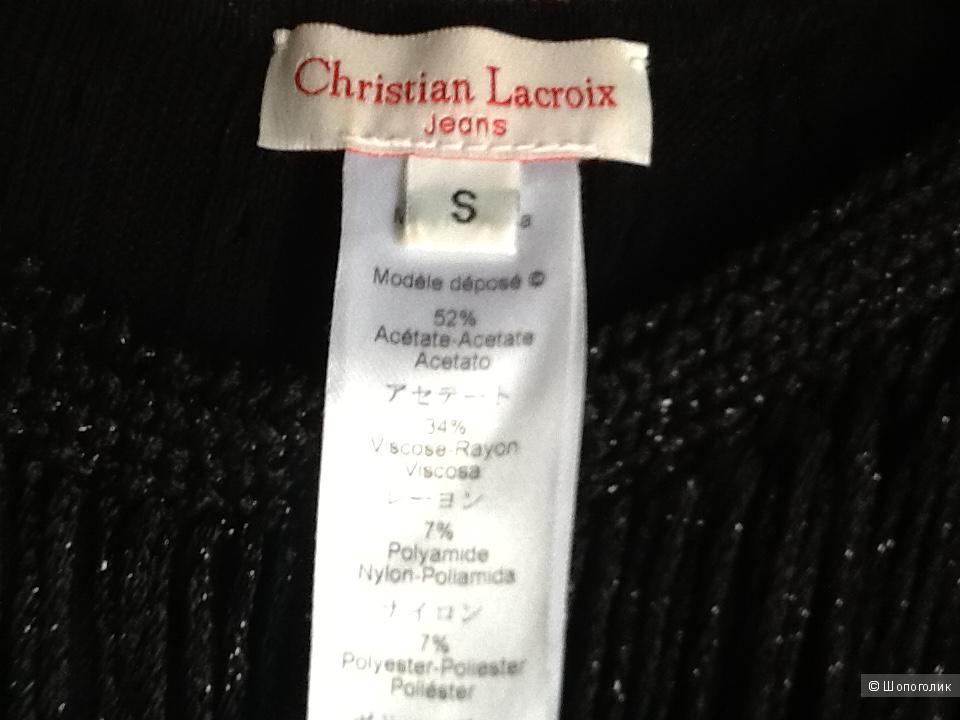 Christian Lacroix
Jeans
S
Modèle déposé ©
52%
Acétate-Acetate
Acetato
アセテート
34%
Viscose-Rayon
Viscosa
レーヨン
7%
Polyamide
Nylon-Poliamida
ナイロン
7%
Polyester-Poliester
Poliéster
© Шопоголик